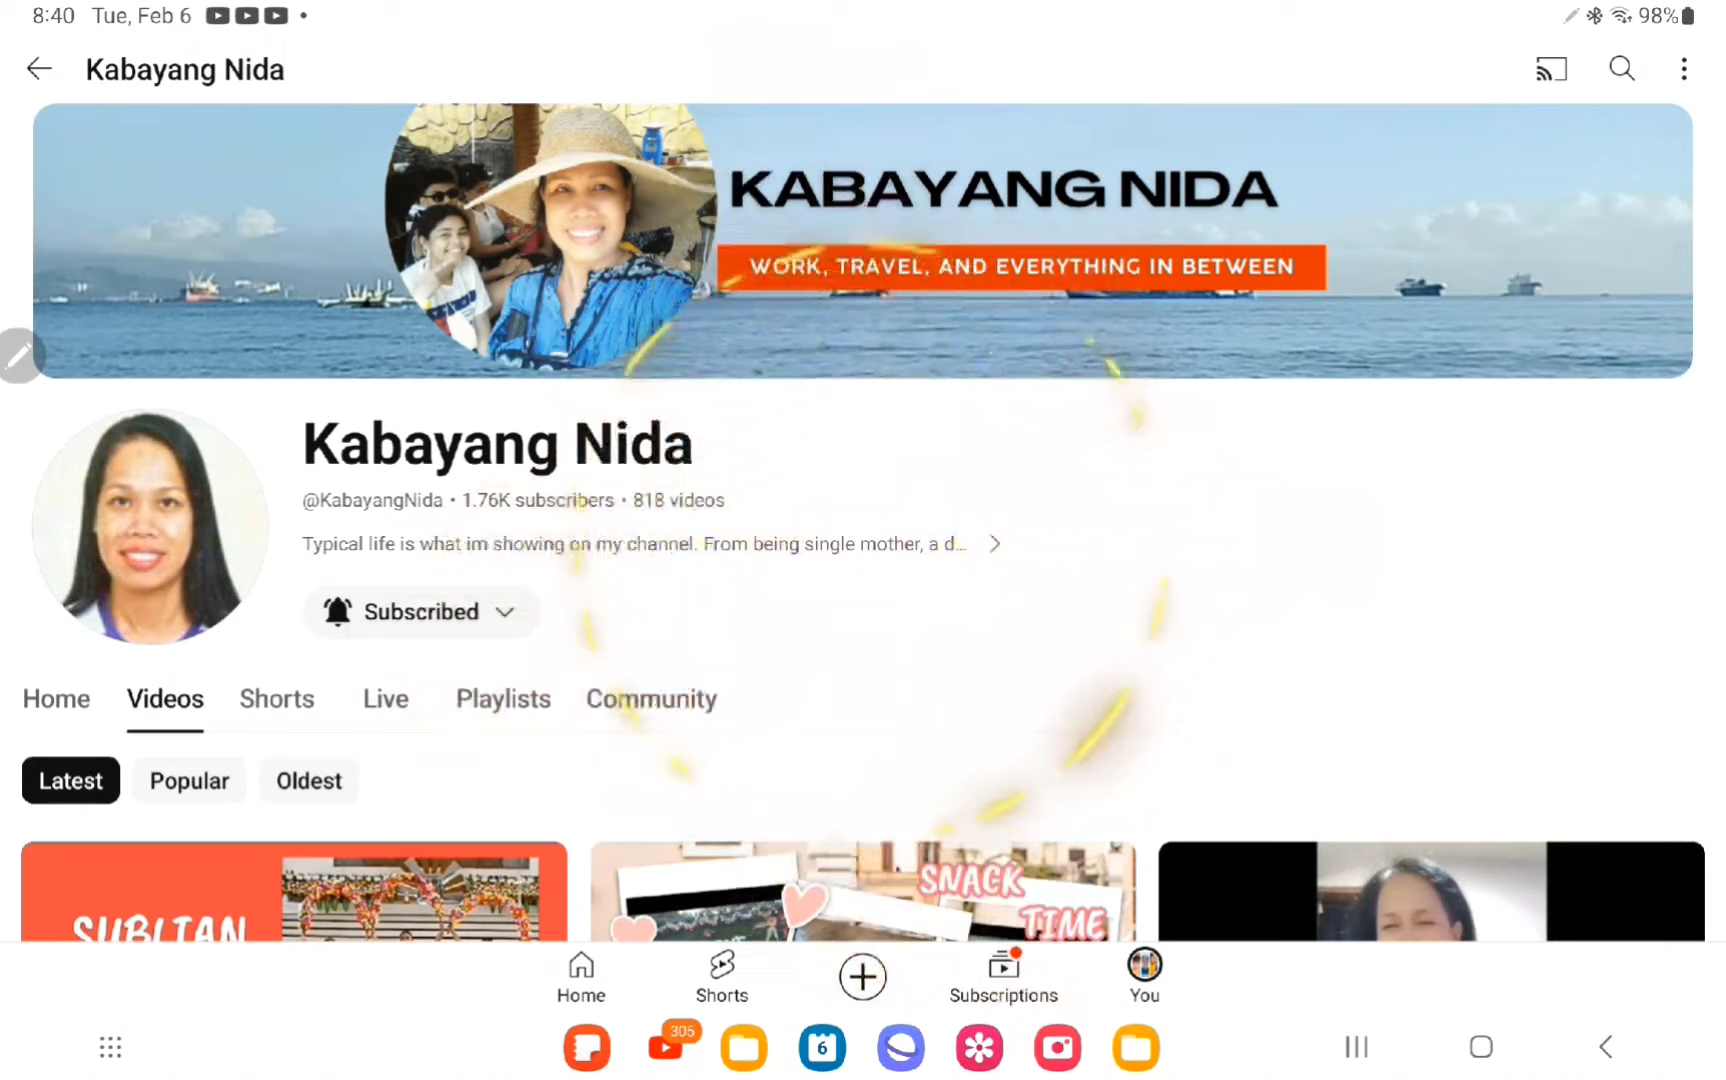 8:40 Tue, Feb 6
98%
Kabayang Nida
KABAYANG NIDA
WORK, TRAVEL, AND EVERYTHING IN BETWEEN
Kabayang Nida
@KabayangNida • 1.76K subscribers • 818 videos
Typical life is what im showing on my channel. From being single mother, a d...
Subscribed
Home Videos Shorts Live Playlists Community
Latest Popular Oldest
SUBLIAN
SNACK
TIME
Home Shorts Subscriptions You
305
6